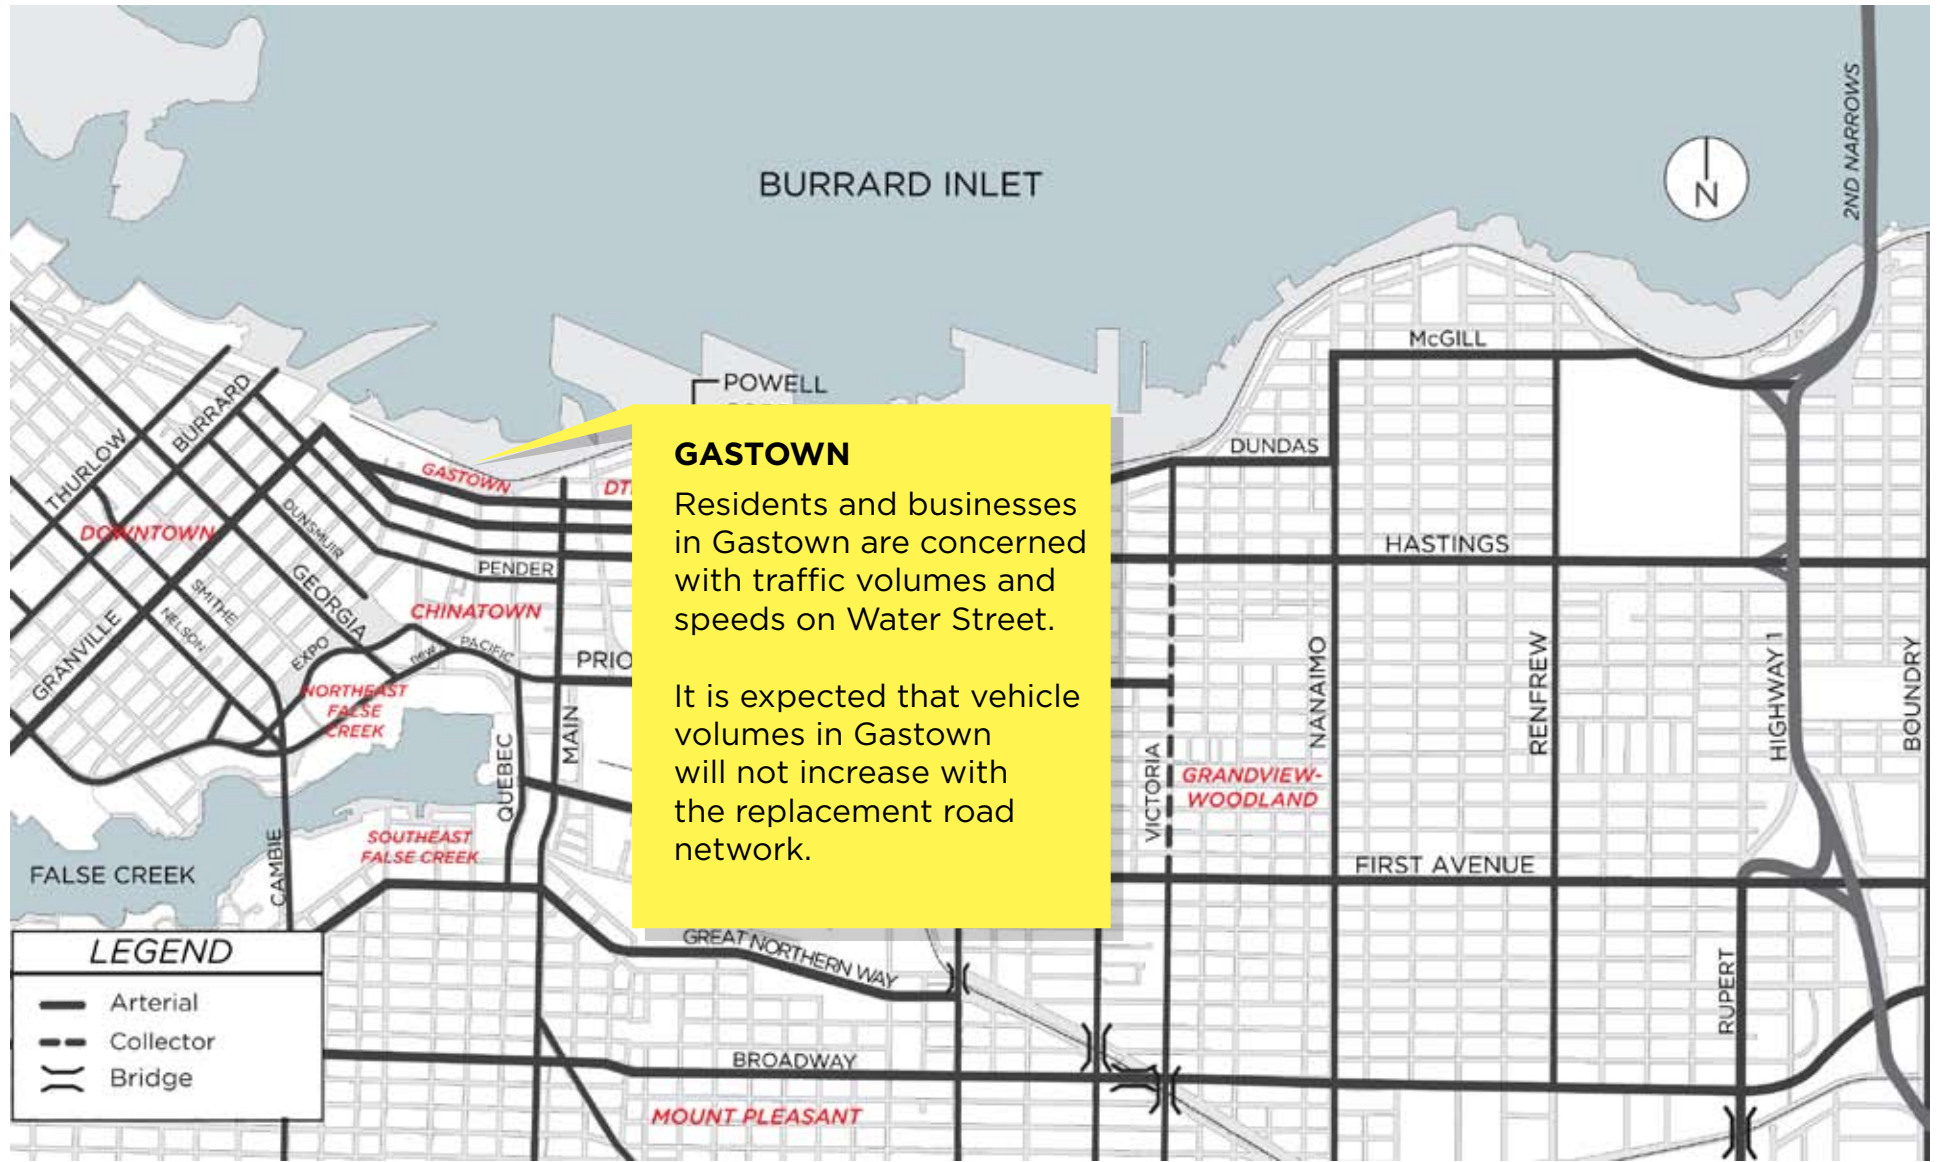 2ND NARROWS
BURRARD INLET
N
McGILL
POWELL
BURRARD
THURLOW
DUNDAS
GASTOWN
DOWNTOWN
DUNSMUIR
HASTINGS
PENDER
GEORGIA
SMITHE
NELSON
CHINATOWN
GRANVILLE
EXPO
new
PACIFIC
NORTHEAST
FALSE
CREEK
MAIN
QUEBEC
NANAIMO
RENFREW
HIGHWAY 1
BOUNDRY
VICTORIA
GRANDVIEW-
WOODLAND
SOUTHEAST
FALSE CREEK
CAMBIE
FALSE CREEK
FIRST AVENUE
GASTOWN
Residents and businesses
in Gastown are concerned
with traffic volumes and
speeds on Water Street.
It is expected that vehicle
volumes in Gastown
will not increase with
the replacement road
network.
GREAT NORTHERN WAY
RUPERT
BROADWAY
MOUNT PLEASANT
LEGEND
Arterial
Collector
Bridge